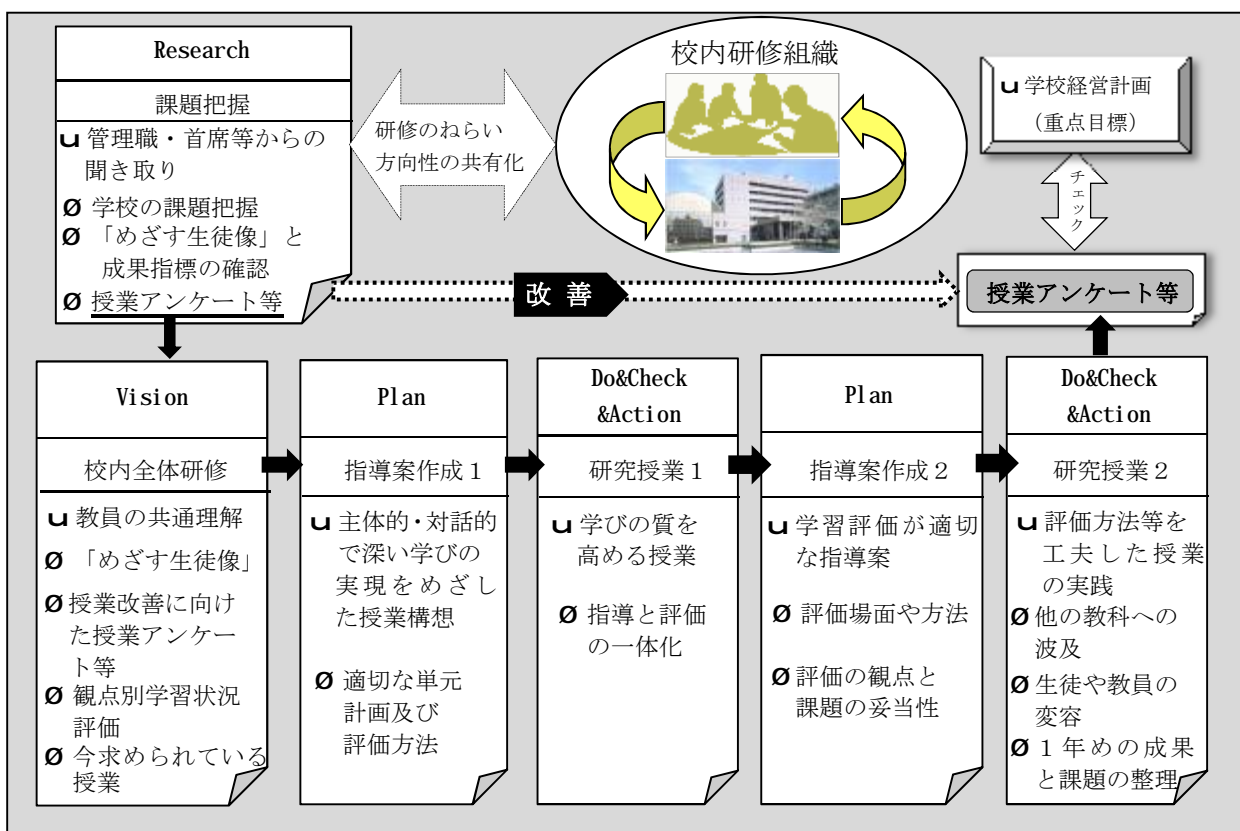 Research
課題把握
u 管理職・首席等からの
聞き取り
Ø 学校の課題把握
Ø 「めざす生徒像」と
成果指標の確認
Ø 授業アンケート等
研修のねらい
方向性の共有化
校内研修組織
u 学校経営計画
（重点目標）
チェック
改 善
授業アンケート等
Vision
校内全体研修
u 教員の共通理解
Ø 「めざす生徒像」
Ø 授業改善に向け
た授業アンケー
ト等
Ø 観点別学習状況
評価
Ø 今求められている
授業
Plan
指導案作成１
u 主体的・対話的
で深い学びの
実現をめざし
た授業構想
Ø 適切な単元
計画及び
評価方法
Do&Check
&Action
研究授業１
u 学びの質を
高める授業
Ø 指導と評価
の一体化
Plan
指導案作成２
u 学習評価が適切
な指導案
Ø 評価場面や方法
Ø 評価の観点と
課題の妥当性
Do&Check
&Action
研究授業２
u 評価方法等を
工夫した授業
の実践
Ø 他の教科への
波及
Ø 生徒や教員の
変容
Ø １年めの成果
と課題の整理